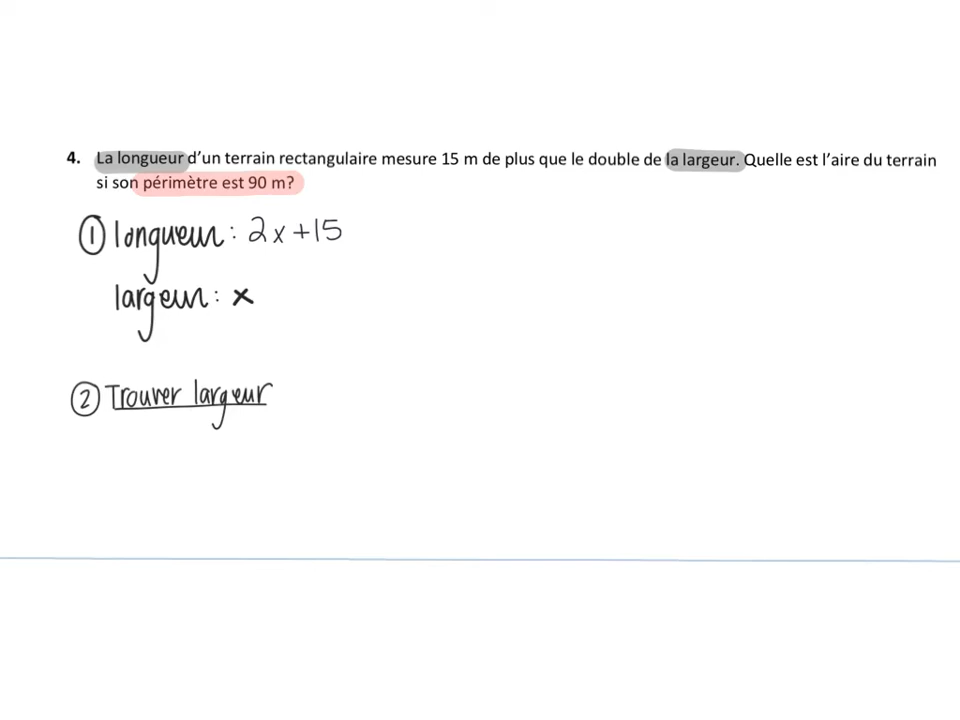 4. La longueur d'un terrain rectangulaire mesure 15 m de plus que le double de la largeur. Quelle est l'aire du terrain
si son périmètre est 90 m?
① longueur : 2x +15
largeur : x
② Trouver largeur